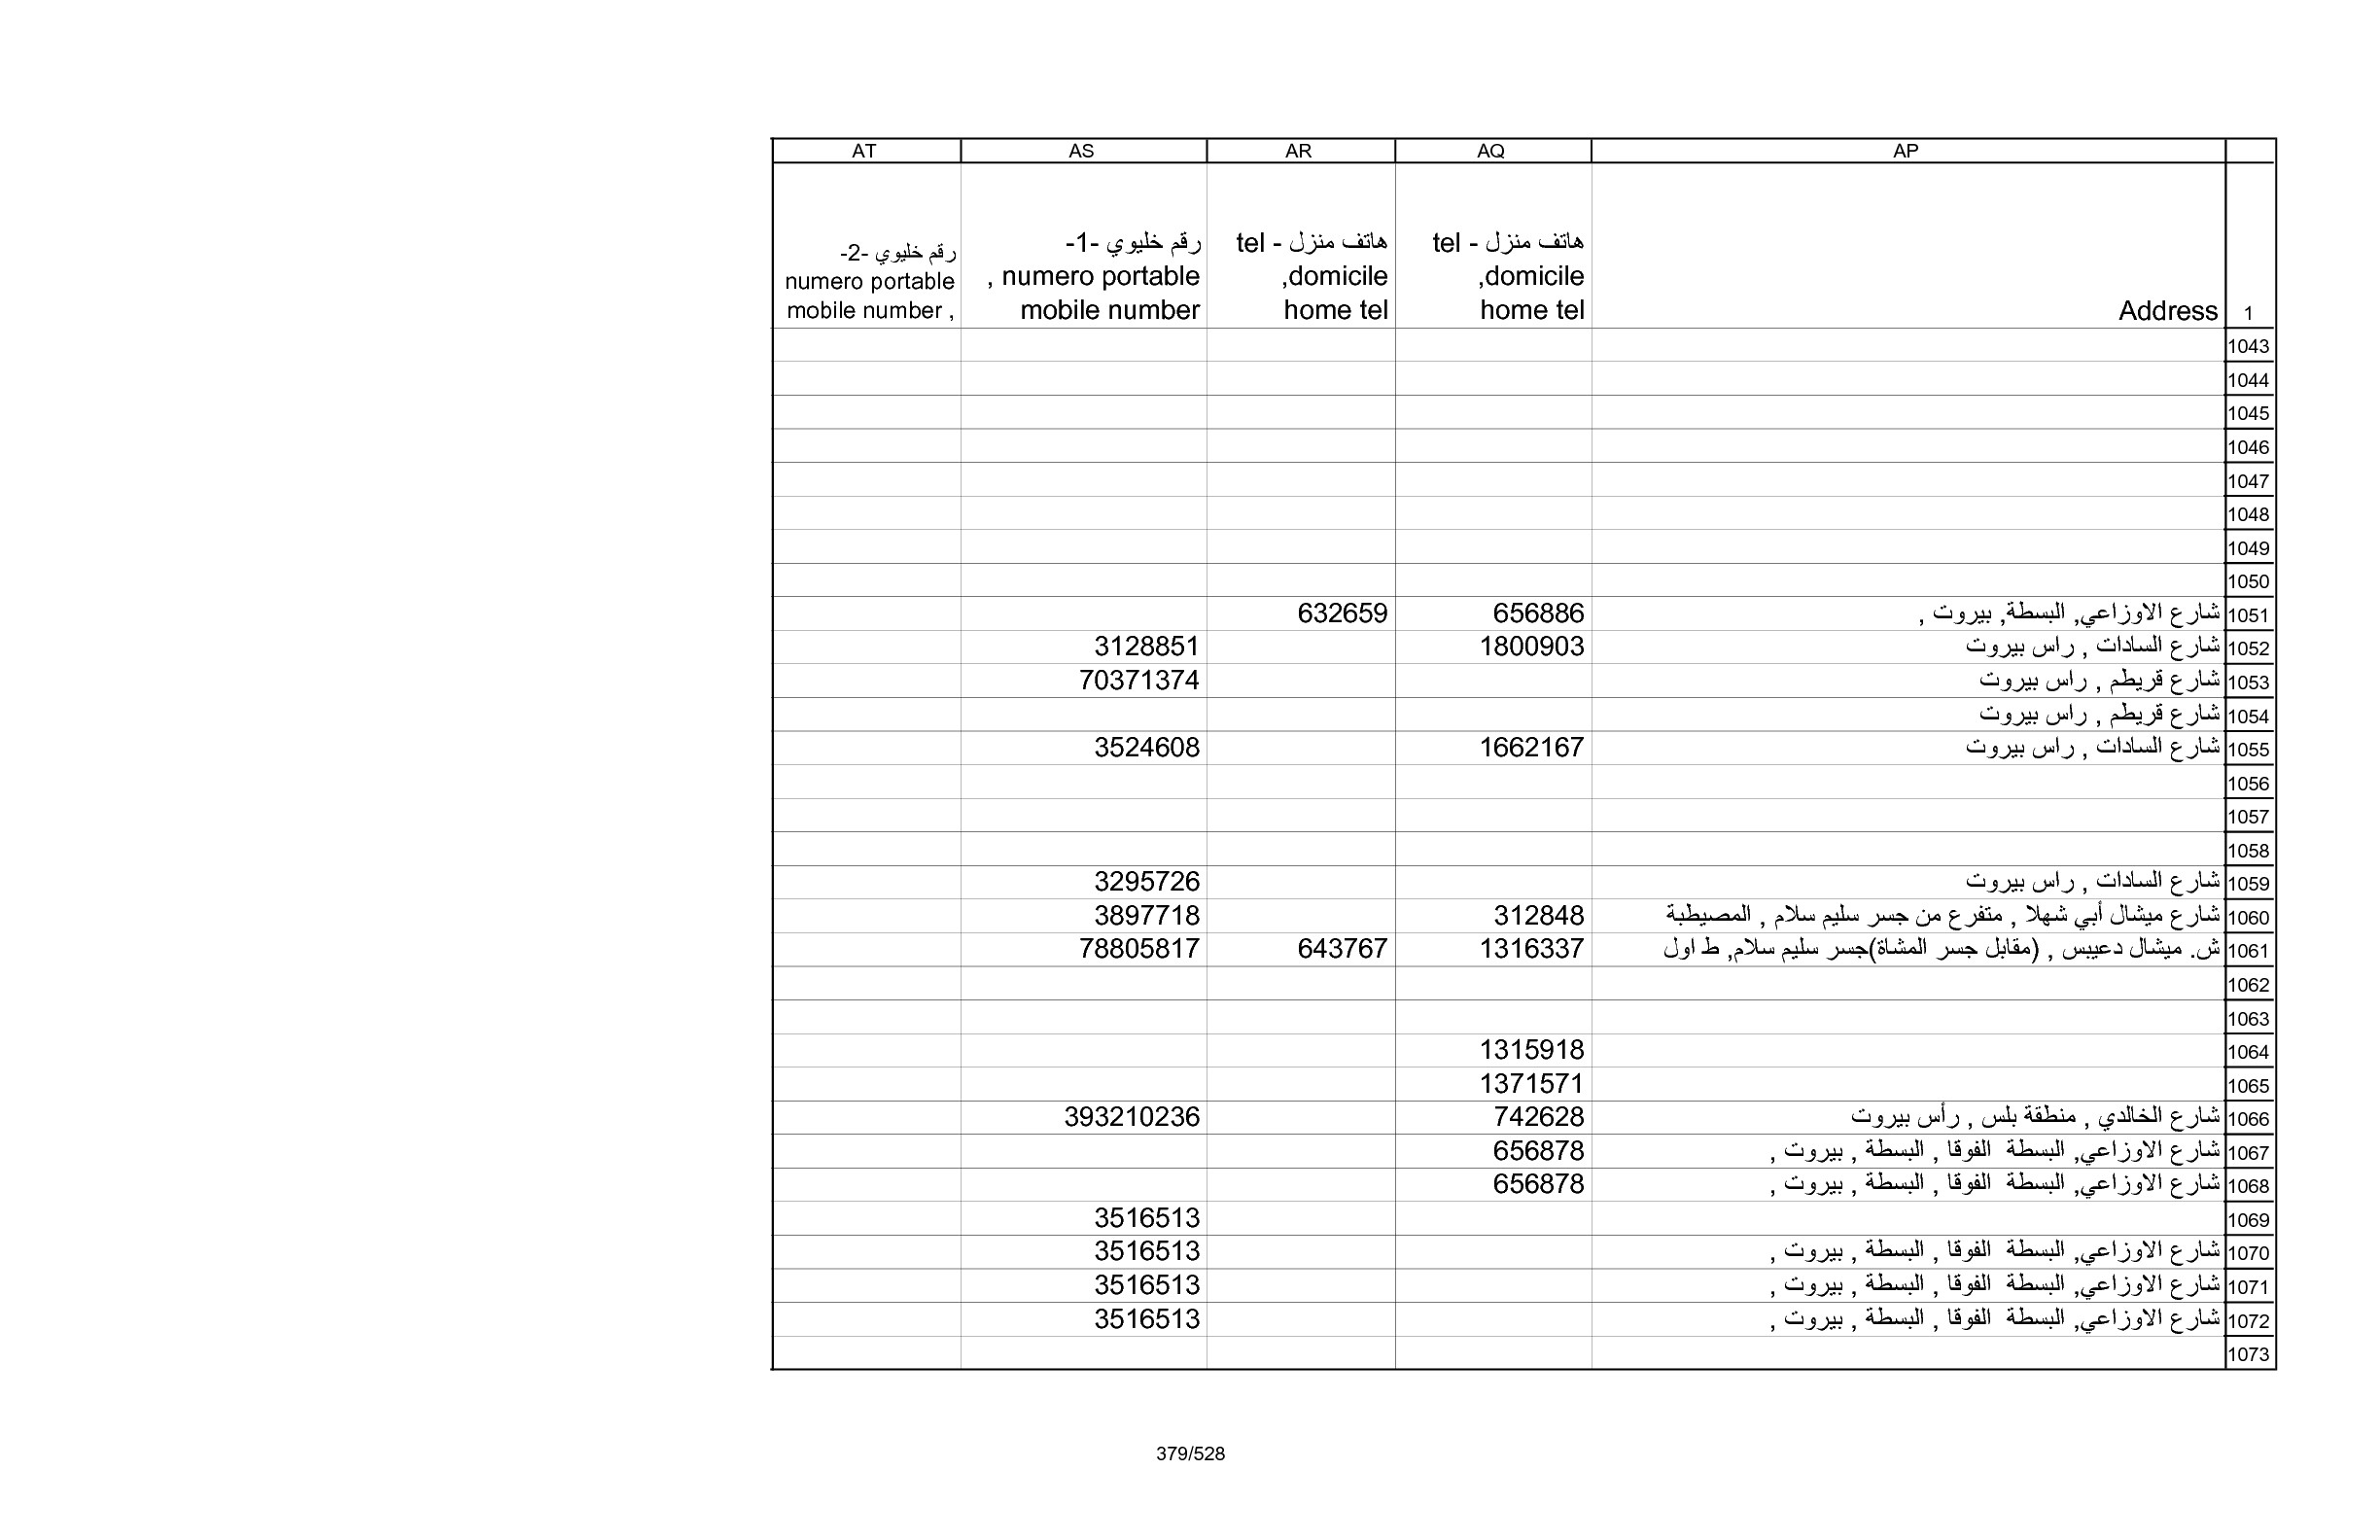 AP AQ AR AS AT
1 Address هاتف منزل - tel domicile, home tel هاتف منزل - tel domicile, home tel رقم خليوي -1- numero portable , mobile number رقم خليوي -2- numero portable mobile number ,
1043
1044
1045
1046
1047
1048
1049
1050
1051 شارع الاوزاعي, البسطة, بيروت , 656886 632659
1052 شارع السادات , راس بيروت 1800903 3128851
1053 شارع قريطم , راس بيروت 70371374
1054 شارع قريطم , راس بيروت
1055 شارع السادات , راس بيروت 1662167 3524608
1056
1057
1058
1059 شارع السادات , راس بيروت 3295726
1060 شارع ميشال أبي شهلا , متفرع من جسر سليم سلام , المصيطبة 312848 3897718
1061 ش. ميشال دعيبس , (مقابل جسر المشاة)جسر سليم سلام, ط اول 1316337 643767 78805817
1062
1063
1064 1315918
1065 1371571
1066 شارع الخالدي , منطقة بلس , رأس بيروت 742628 393210236
1067 شارع الاوزاعي, البسطة الفوقا , البسطة , بيروت , 656878
1068 شارع الاوزاعي, البسطة الفوقا , البسطة , بيروت , 656878
1069 3516513
1070 شارع الاوزاعي, البسطة الفوقا , البسطة , بيروت , 3516513
1071 شارع الاوزاعي, البسطة الفوقا , البسطة , بيروت , 3516513
1072 شارع الاوزاعي, البسطة الفوقا , البسطة , بيروت , 3516513
1073
379/528